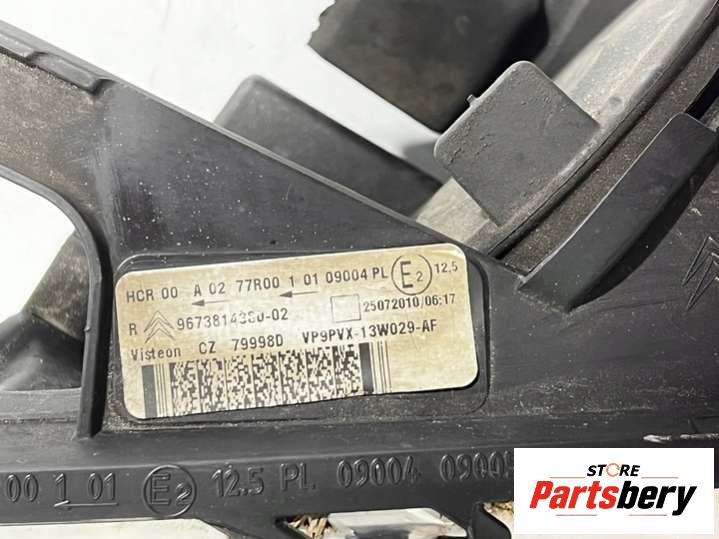 HCR 00 A 02 77R00 1 01 09004 PL E2 12,5
R 9673814380-02 25072010 06:17
Visteon CZ 79998D VP9PVX-13W029-AF
00 1 01 E2 12.5 PL 09004 09005
STORE
Partsbery